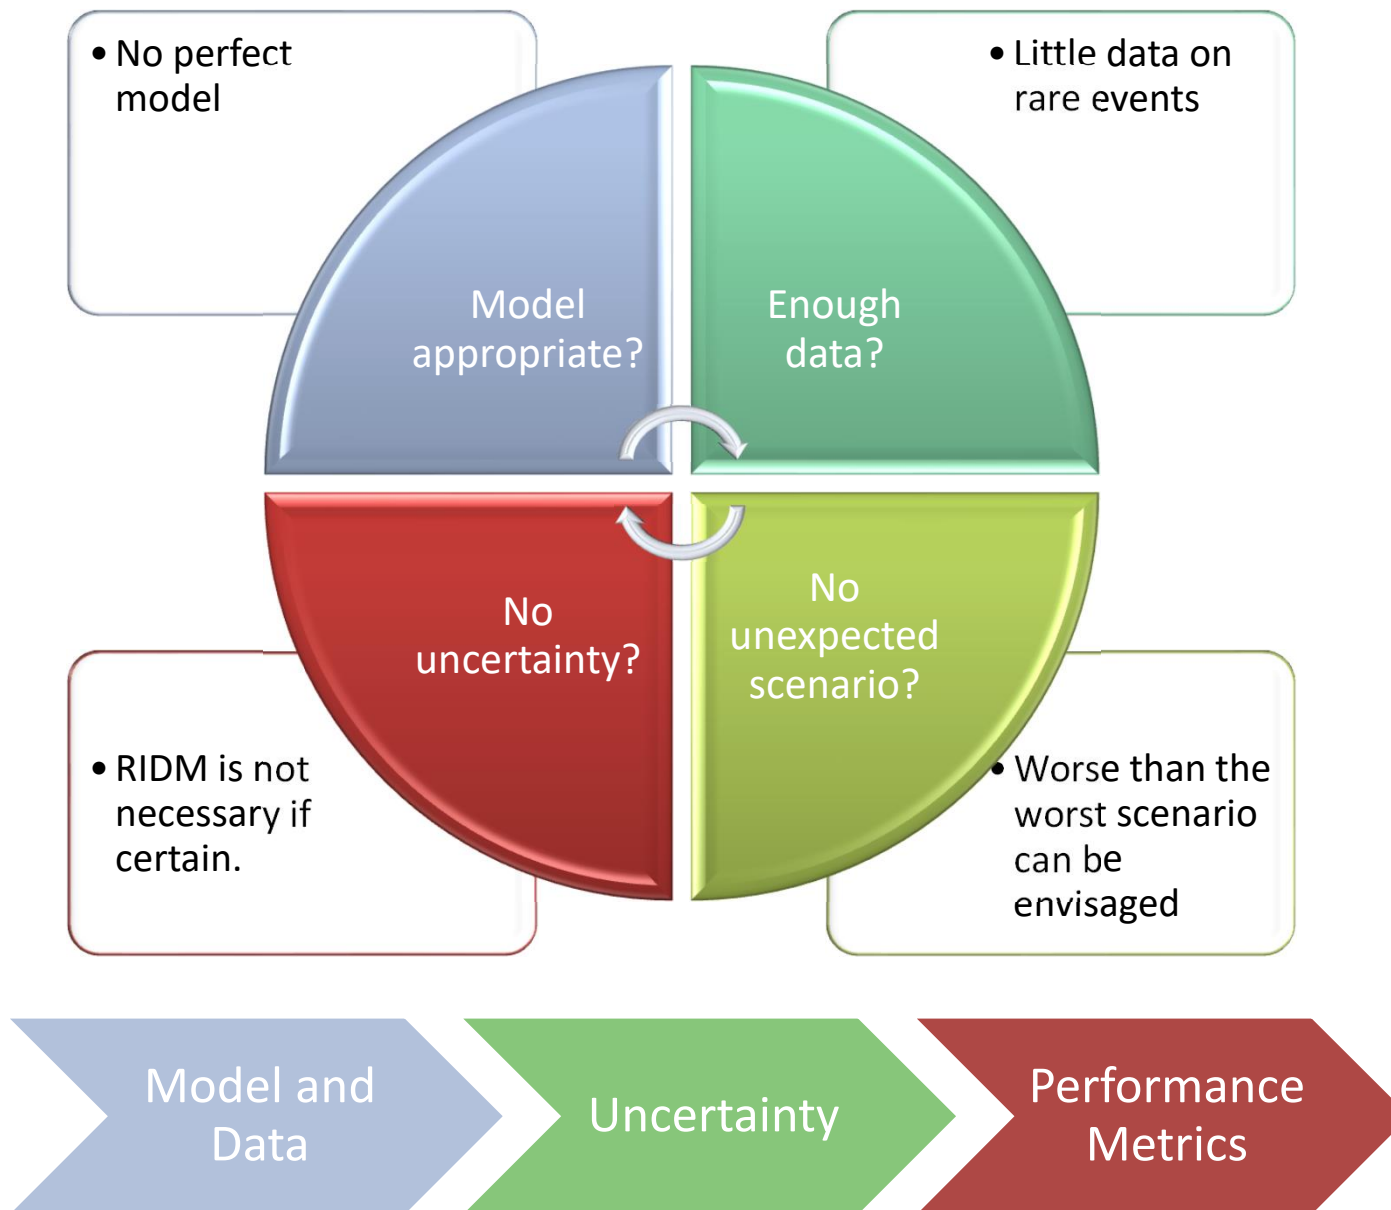 • No perfect
model
• Little data on
rare events
Model
appropriate?
Enough
data?
No
uncertainty?
No
unexpected
scenario?
• RIDM is not
necessary if
certain.
• Worse than the
worst scenario
can be
envisaged
Model and
Data
Uncertainty
Performance
Metrics